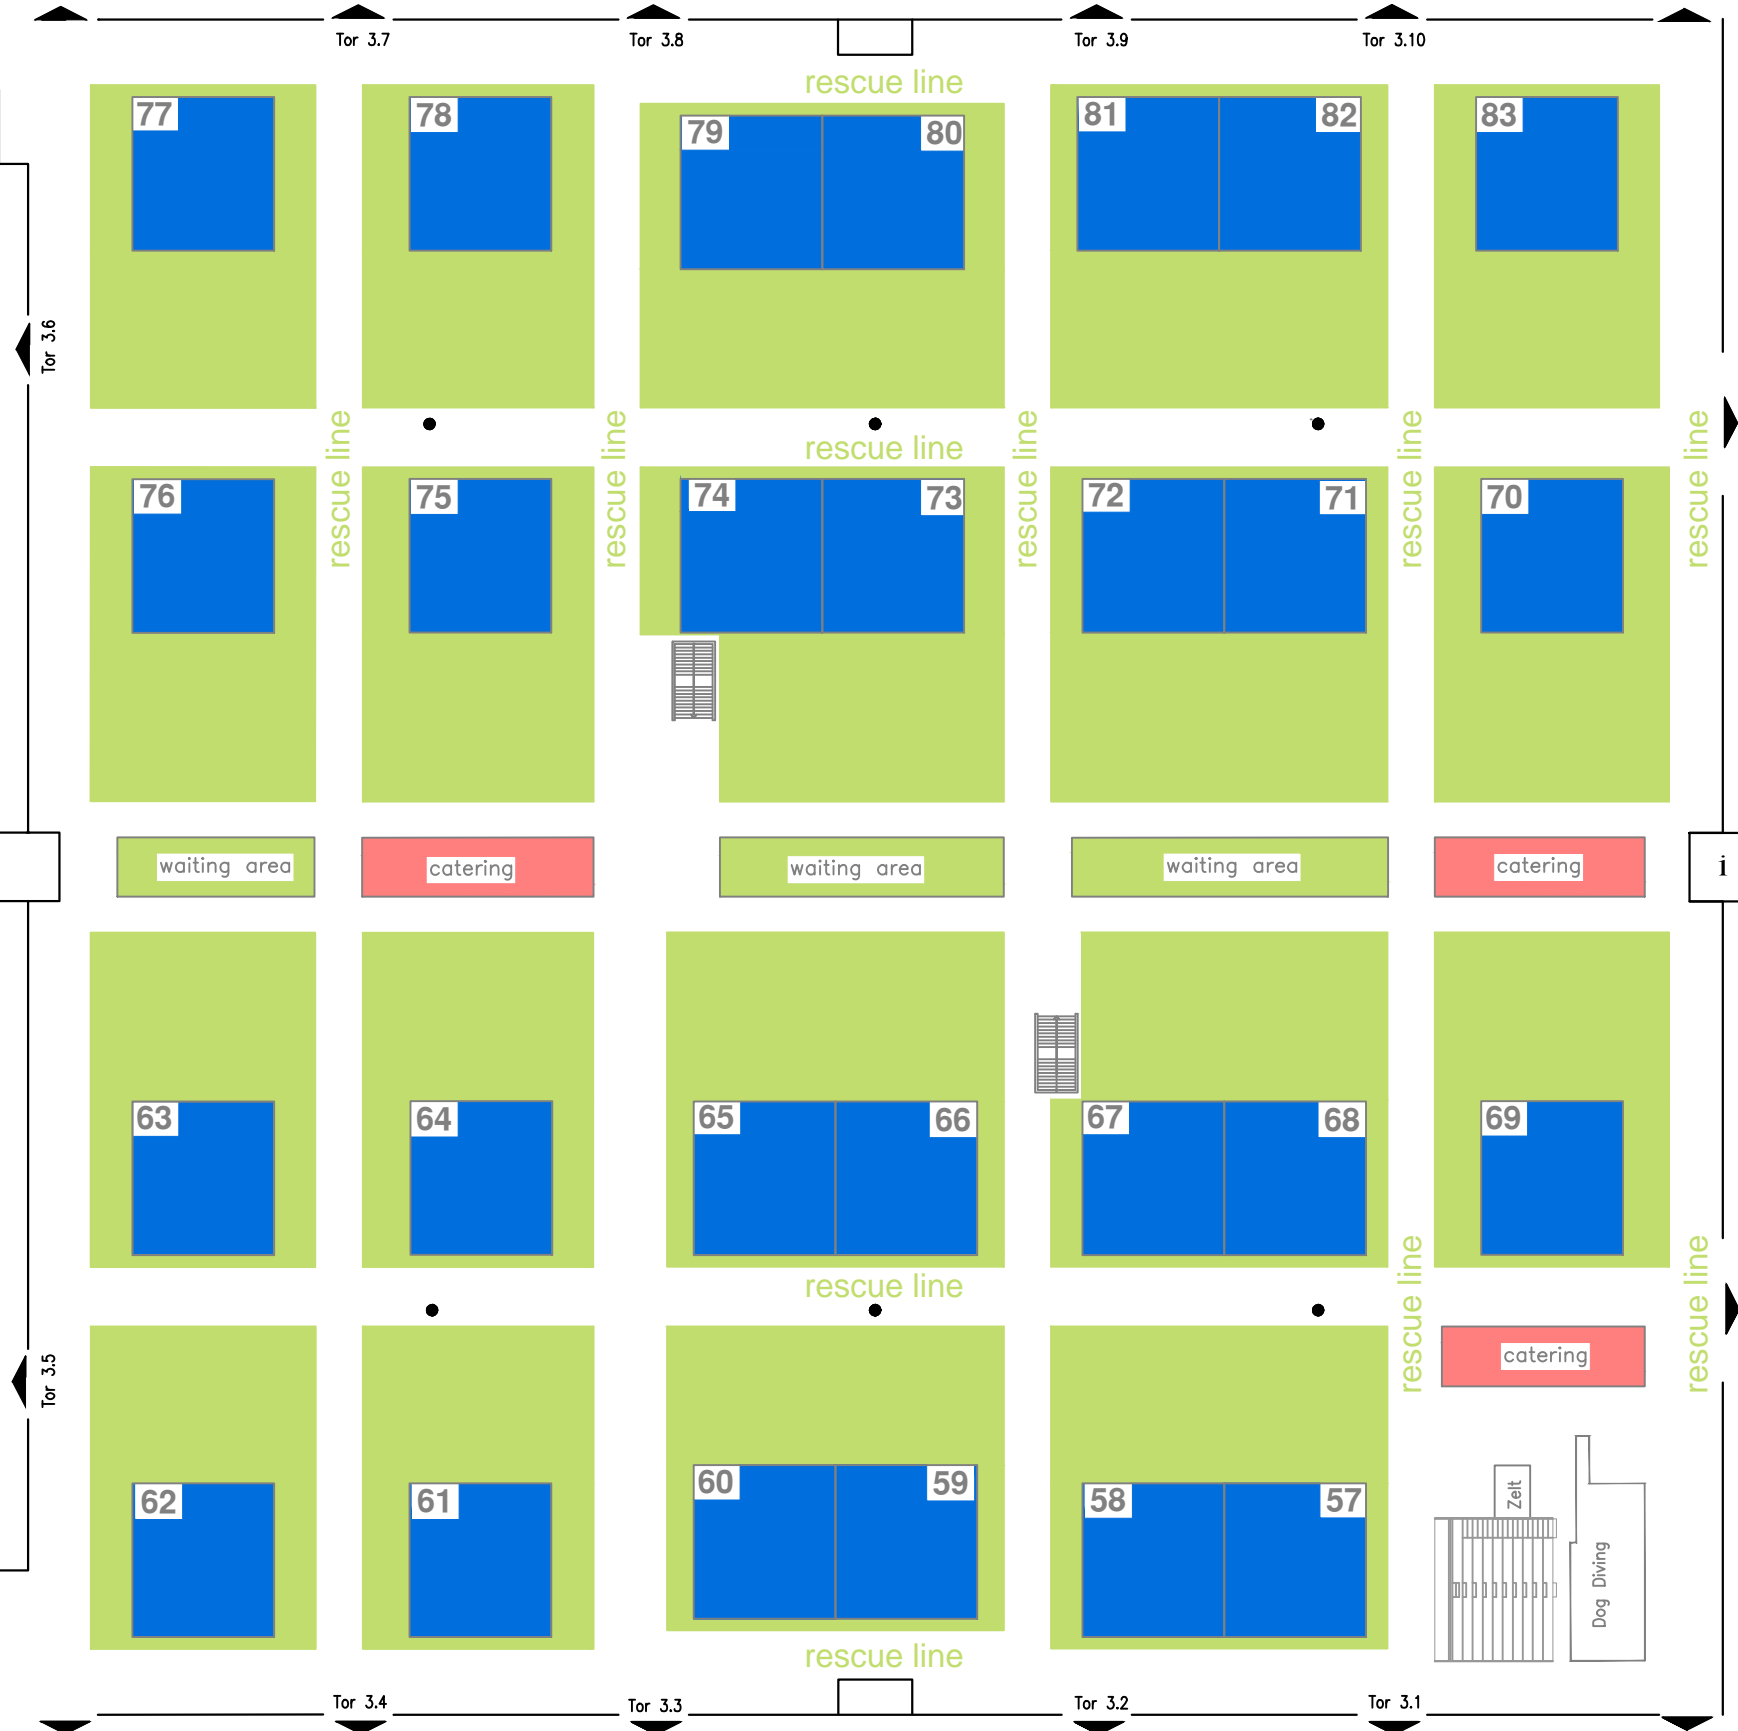 Tor 3.7
Tor 3.8
Tor 3.9
Tor 3.10
rescue line
77
78
79
80
81
82
83
Tor 3.6
rescue line
rescue line
rescue line
rescue line
rescue line
rescue line
76
75
74
73
72
71
70
waiting area
catering
waiting area
waiting area
catering
i
63
64
65
66
67
68
69
rescue line
rescue line
rescue line
catering
Tor 3.5
62
61
60
59
58
57
Zelt
Dog Diving
rescue line
Tor 3.4
Tor 3.3
Tor 3.2
Tor 3.1